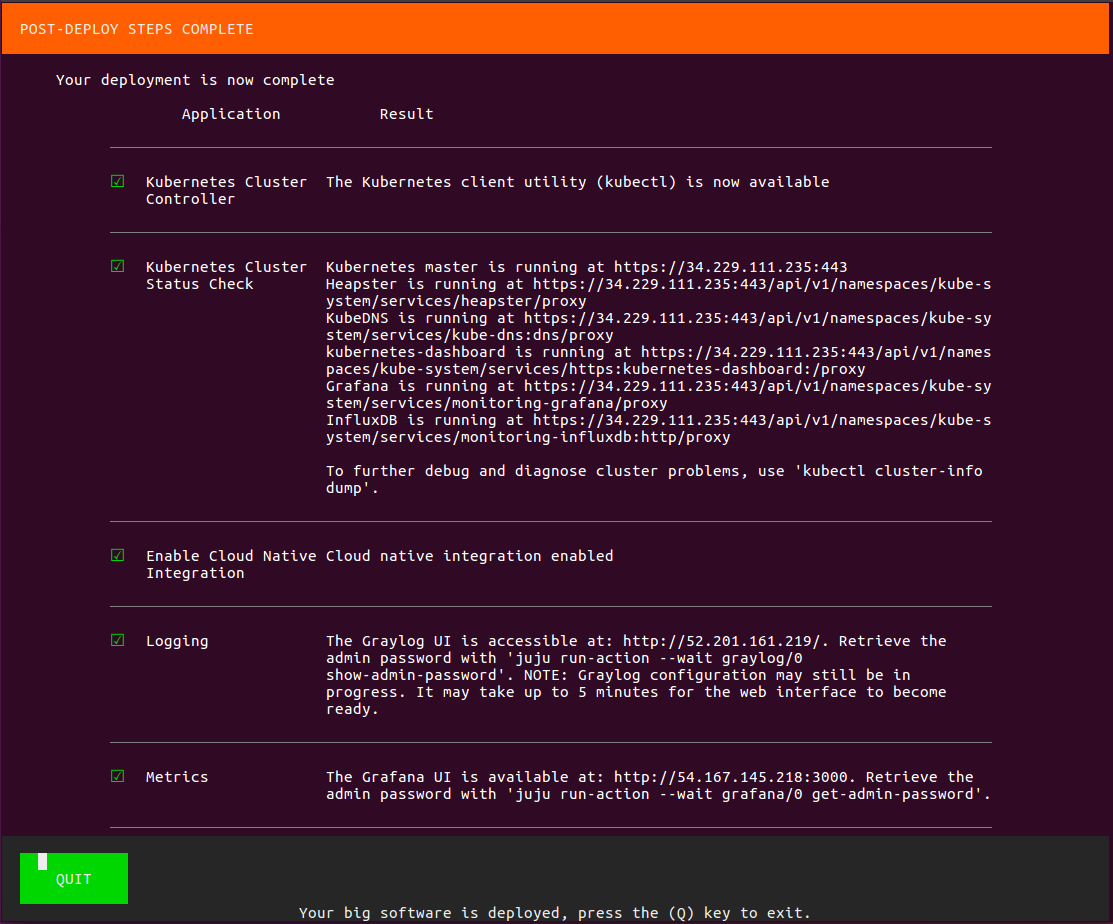 POST-DEPLOY STEPS COMPLETE
Your deployment is now complete
Application Result
Kubernetes Cluster The Kubernetes client utility (kubectl) is now available
Controller
Kubernetes Cluster Kubernetes master is running at https://34.229.111.235:443
Status Check Heapster is running at https://34.229.111.235:443/api/v1/namespaces/kube-s
ystem/services/heapster/proxy
KubeDNS is running at https://34.229.111.235:443/api/v1/namespaces/kube-sy
stem/services/kube-dns:dns/proxy
kubernetes-dashboard is running at https://34.229.111.235:443/api/v1/names
paces/kube-system/services/https:kubernetes-dashboard:/proxy
Grafana is running at https://34.229.111.235:443/api/v1/namespaces/kube-sy
stem/services/monitoring-grafana/proxy
InfluxDB is running at https://34.229.111.235:443/api/v1/namespaces/kube-s
ystem/services/monitoring-influxdb:http/proxy
To further debug and diagnose cluster problems, use 'kubectl cluster-info
dump'.
Enable Cloud Native Cloud native integration enabled
Integration
Logging The Graylog UI is accessible at: http://52.201.161.219/. Retrieve the
admin password with 'juju run-action --wait graylog/0
show-admin-password'. NOTE: Graylog configuration may still be in
progress. It may take up to 5 minutes for the web interface to become
ready.
Metrics The Grafana UI is available at: http://54.167.145.218:3000. Retrieve the
admin password with 'juju run-action --wait grafana/0 get-admin-password'.
QUIT
Your big software is deployed, press the (Q) key to exit.